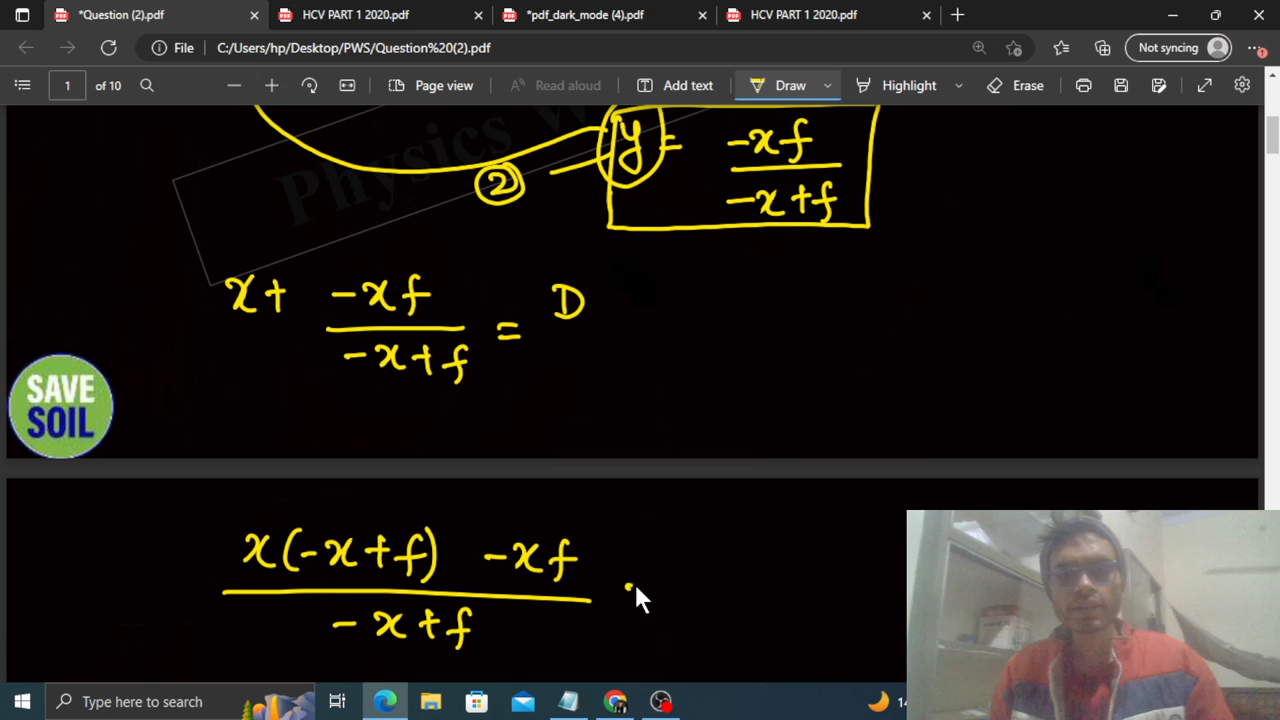 *Question (2).pdf
HCV PART 1 2020.pdf
*pdf_dark_mode (4).pdf
HCV PART 1 2020.pdf
File C:/Users/hp/Desktop/PWS/Question%20(2).pdf
Not syncing
1 of 10
Page view
Read aloud
Add text
Draw
Highlight
Erase
Physics W
② y = -xf / -x+f
x+ -xf / -x+f = D
SAVE
SOIL
x(-x+f) -xf / -x+f
Type here to search